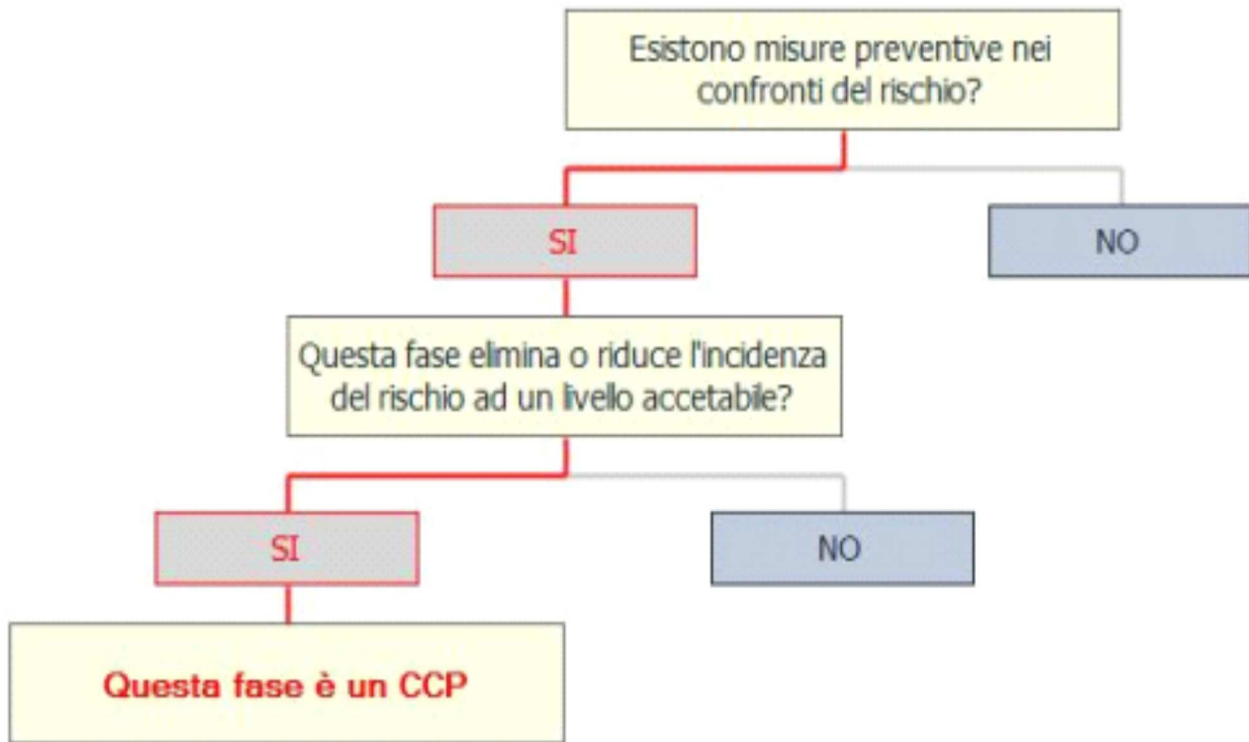 Esistono misure preventive nei
confronti del rischio?
SI
NO
Questa fase elimina o riduce l'incidenza
del rischio ad un livello accetabile?
SI
NO
Questa fase è un CCP